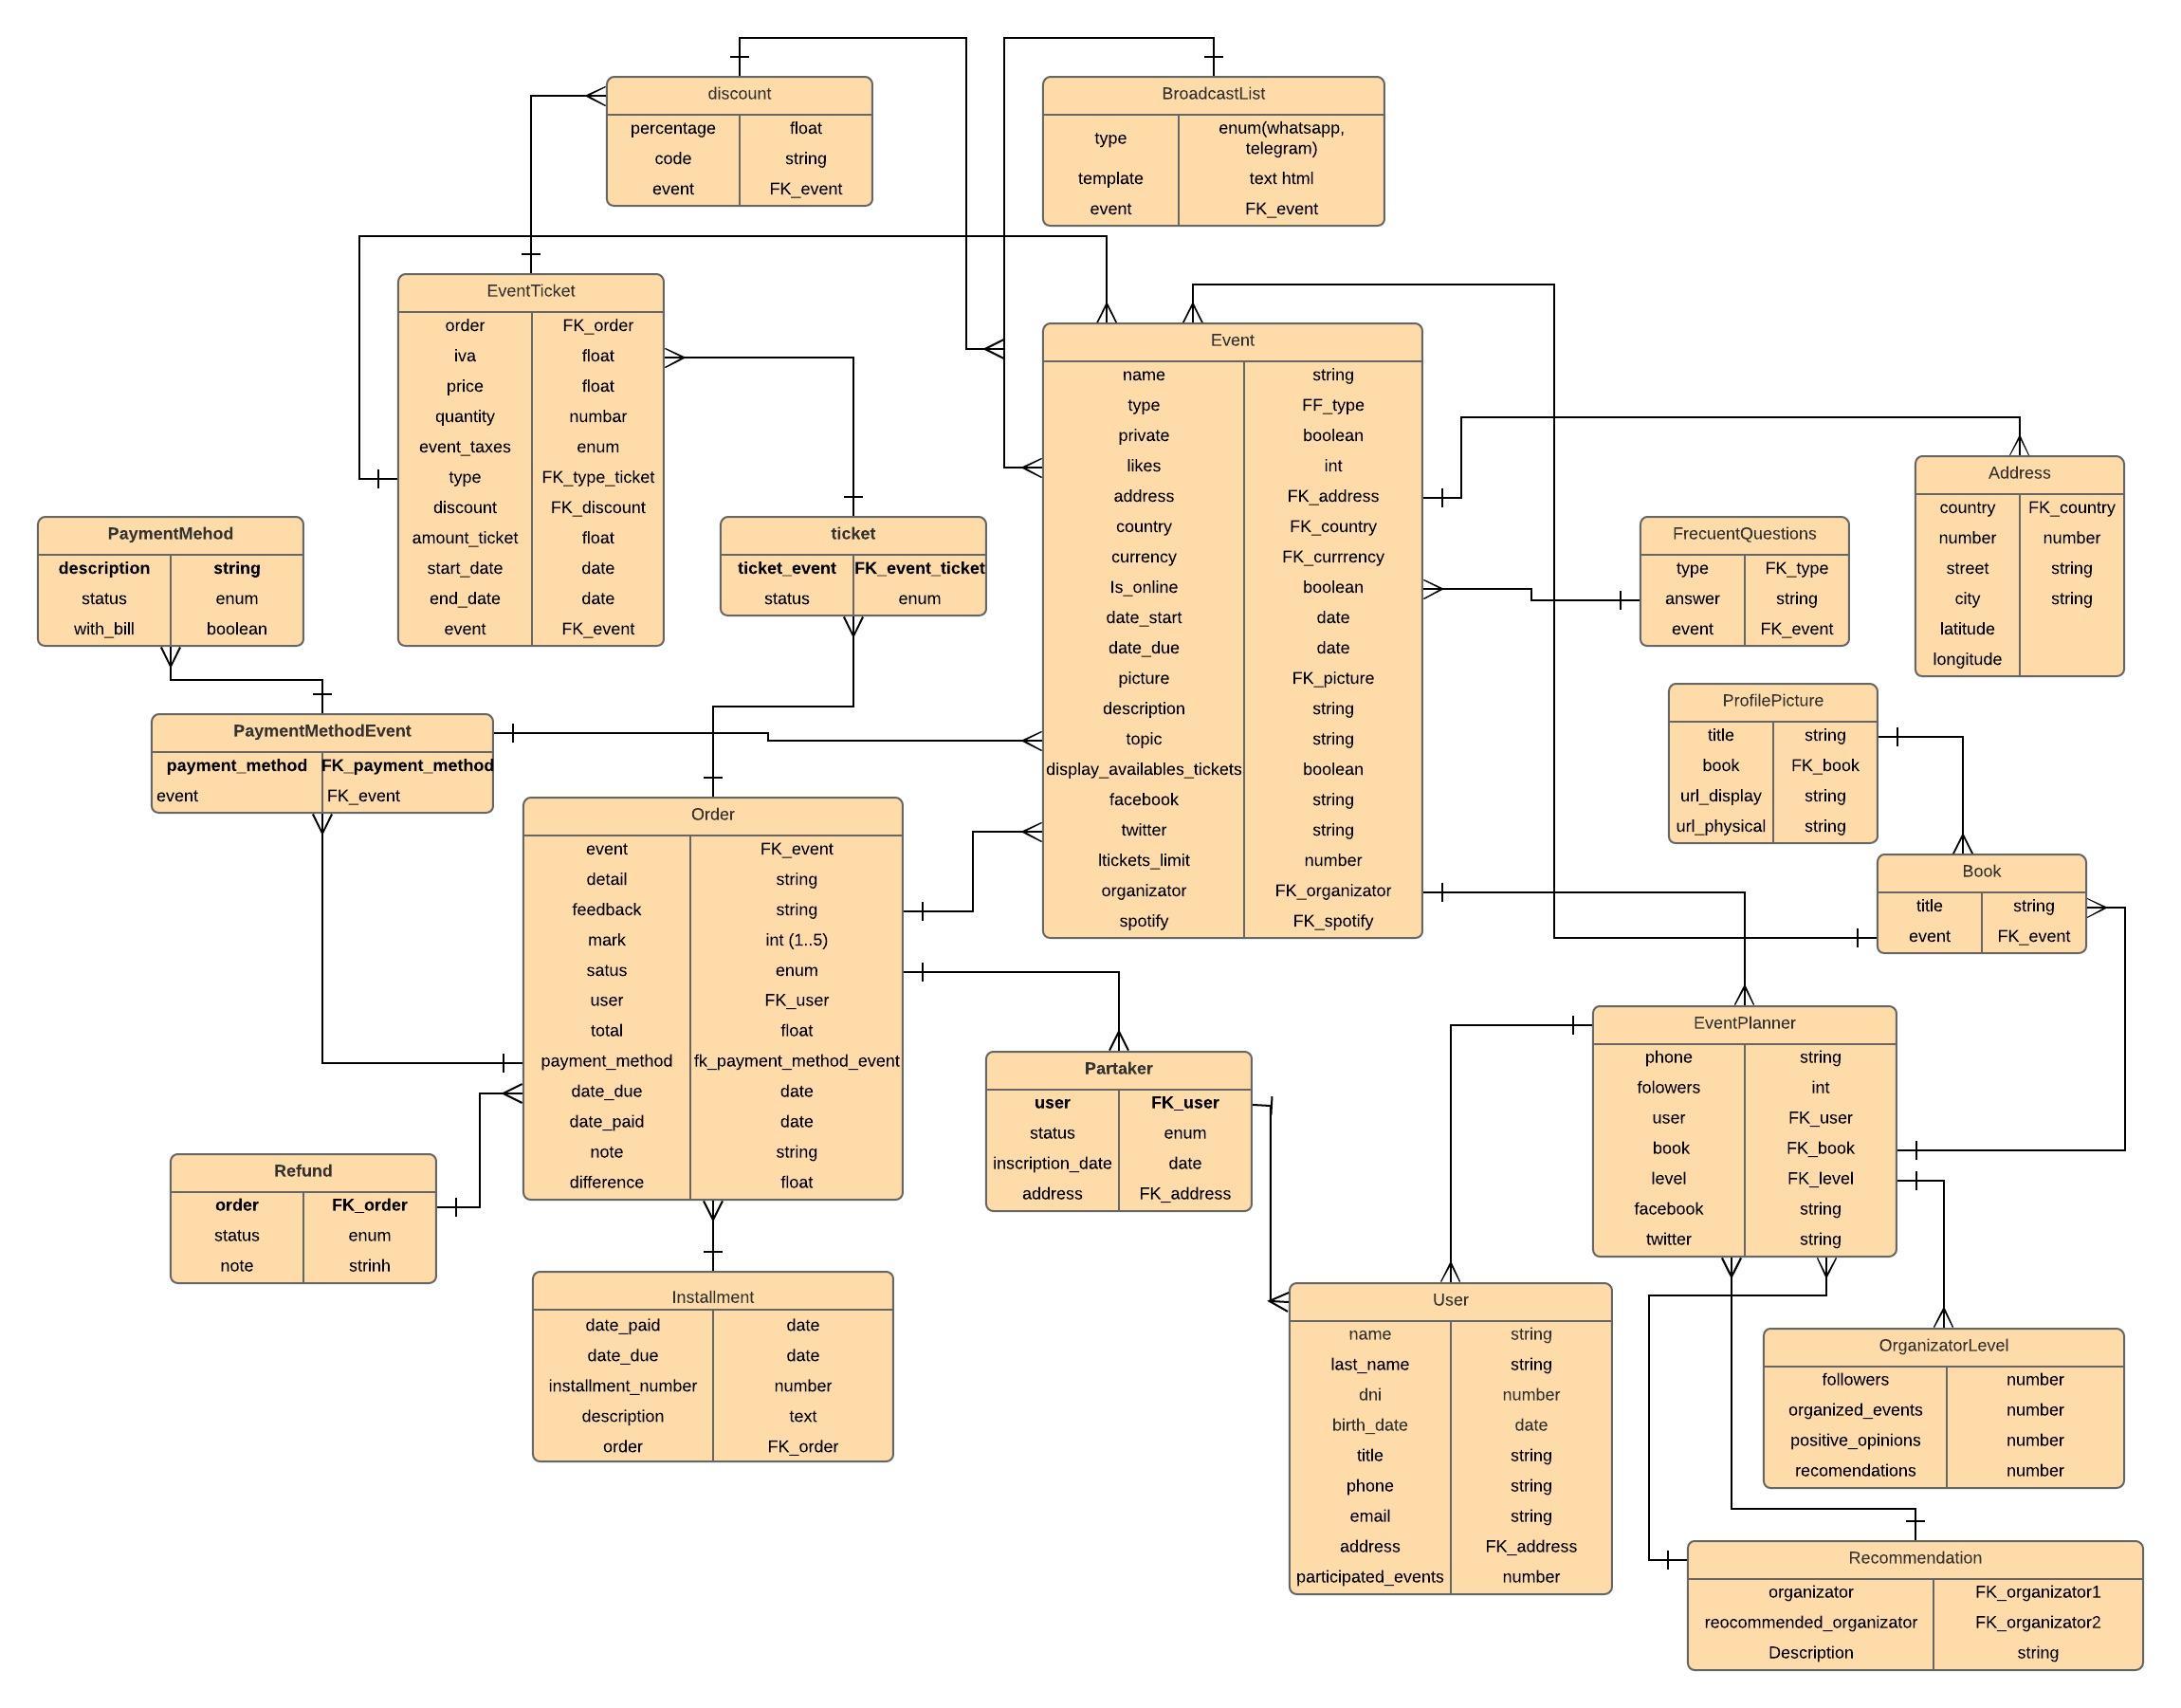 discount
percentage float
code string
event FK_event
BroadcastList
type enum(whatsapp,
telegram)
template text html
event FK_event
EventTicket
order FK_order
iva float
price float
quantity numbar
event_taxes enum
type FK_type_ticket
discount FK_discount
amount_ticket float
start_date date
end_date date
event FK_event
Event
name string
type FF_type
private boolean
likes int
address FK_address
country FK_country
currency FK_currrency
Is_online boolean
date_start date
date_due date
picture FK_picture
description string
topic string
display_availables_tickets boolean
facebook string
twitter string
ltickets_limit number
organizator FK_organizator
spotify FK_spotify
Address
country FK_country
number number
street string
city string
latitude
longitude
PaymentMehod
description string
status enum
with_bill boolean
ticket
ticket_event FK_event_ticket
status enum
FrecuentQuestions
type FK_type
answer string
event FK_event
ProfilePicture
title string
book FK_book
url_display string
url_physical string
PaymentMethodEvent
payment_method FK_payment_method
event FK_event
Order
event FK_event
detail string
feedback string
mark int (1..5)
satus enum
user FK_user
total float
payment_method fk_payment_method_event
date_due date
date_paid date
note string
difference float
Book
title string
event FK_event
EventPlanner
phone string
folowers int
user FK_user
book FK_book
level FK_level
facebook string
twitter string
Partaker
user FK_user
status enum
inscription_date date
address FK_address
Refund
order FK_order
status enum
note strinh
Installment
date_paid date
date_due date
installment_number number
description text
order FK_order
User
name string
last_name string
dni number
birth_date date
title string
phone string
email string
address FK_address
participated_events number
OrganizatorLevel
followers number
organized_events number
positive_opinions number
recomendations number
Recommendation
organizator FK_organizator1
reocommended_organizator FK_organizator2
Description string